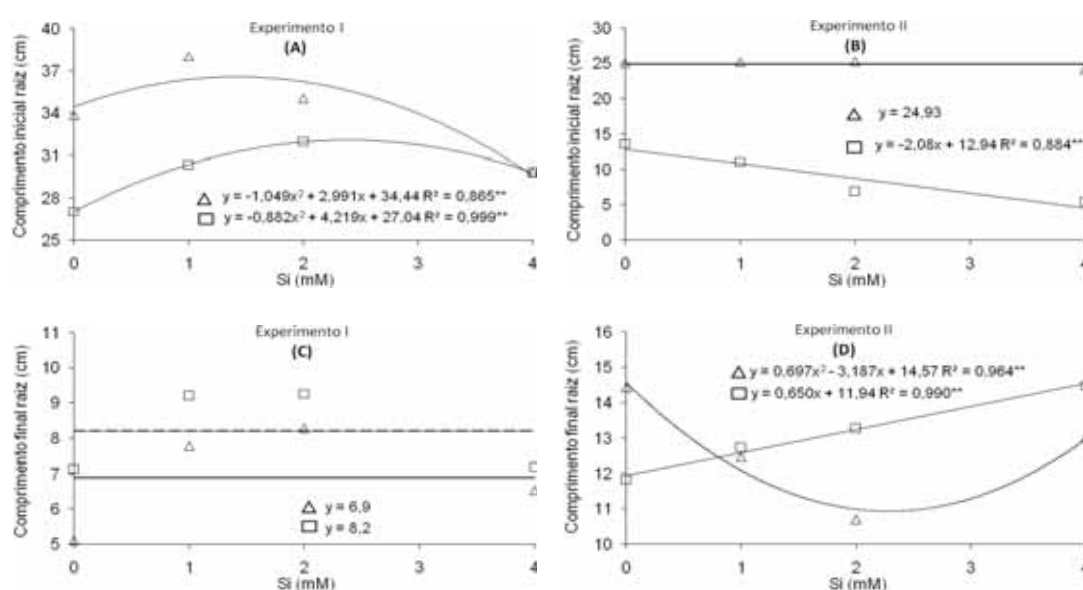 Experimento I
(A)
Comprimento inicial raiz (cm)
40
37
34
31
28
25
y = -1,049x² + 2,991x + 34,44 R² = 0,865**
y = -0,882x² + 4,219x + 27,04 R² = 0,999**
0 1 2 3 4
Si (mM)
Experimento II
(B)
Comprimento inicial raiz (cm)
30
25
20
15
10
5
0
y = 24,93
y = -2,08x + 12,94 R² = 0,884**
0 1 2 3 4
Si (mM)
Experimento I
(C)
Comprimento final raiz (cm)
11
10
9
8
7
6
5
y = 6,9
y = 8,2
0 1 2 3 4
Si (mM)
Experimento II
(D)
Comprimento final raiz (cm)
16
15
14
13
12
11
10
y = 0,697x² - 3,187x + 14,57 R² = 0,964**
y = 0,650x + 11,94 R² = 0,990**
0 1 2 3 4
Si (mM)